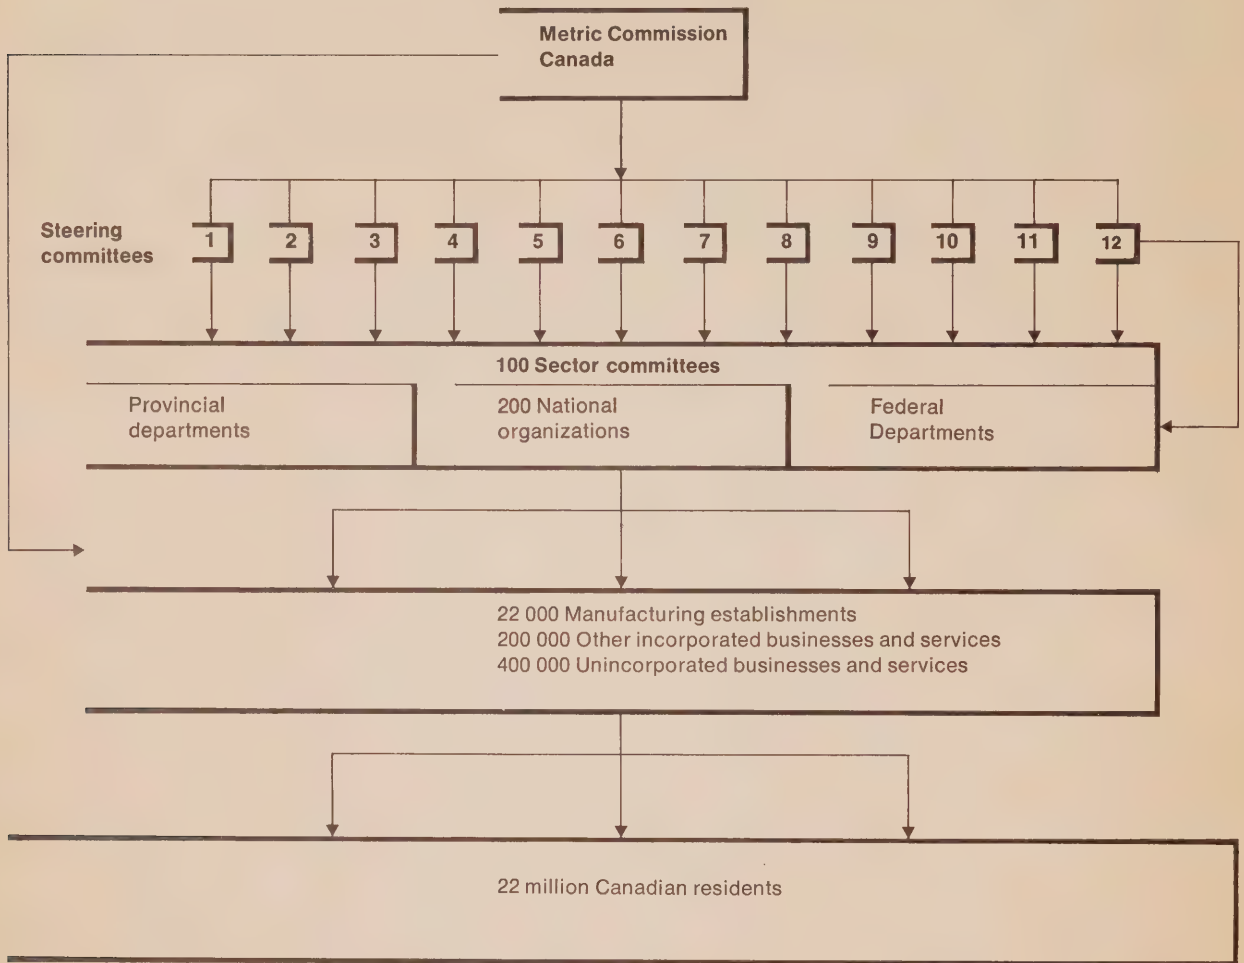 Metric Commission
Canada
Steering
committees
1 2 3 4 5 6 7 8 9 10 11 12
100 Sector committees
Provincial
departments
200 National
organizations
Federal
Departments
22 000 Manufacturing establishments
200 000 Other incorporated businesses and services
400 000 Unincorporated businesses and services
22 million Canadian residents